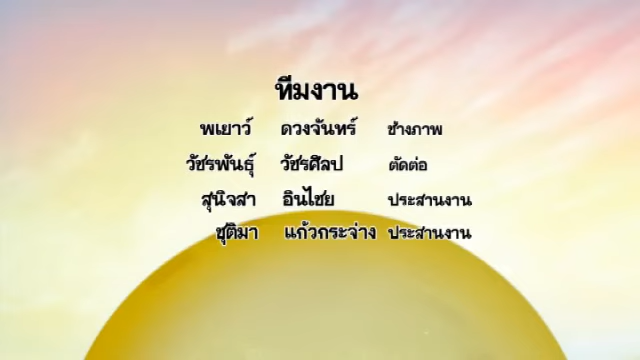 ทีมงาน
พเยาว์ ดวงจันทร์ ช่างภาพ
วัชรพันธุ์ วัชรศิลป ตัดต่อ
สุนิจสา อินไชย ประสานงาน
ชุติมา แก้วกระจ่าง ประสานงาน